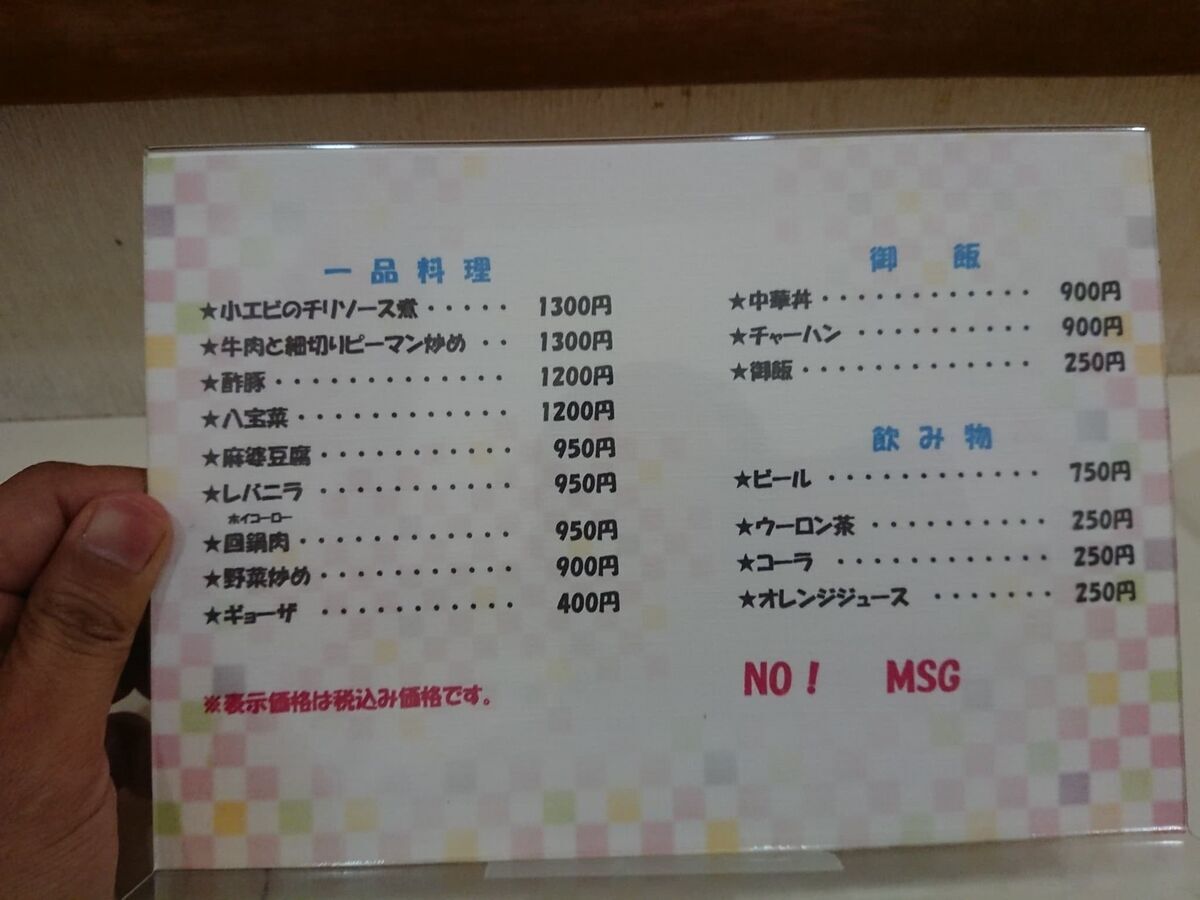 一品料理
★小エビのチリソース煮・・・・・ 1300円
★牛肉と細切りピーマン炒め ・・ 1300円
★酢豚・・・・・・・・・・・・・ 1200円
★八宝菜・・・・・・・・・・・・ 1200円
★麻婆豆腐・・・・・・・・・・・ 950円
★レバニラ ・・・・・・・・・・・ 950円
ホイコーロー
★回鍋肉・・・・・・・・・・・・ 950円
★野菜炒め・・・・・・・・・・・ 900円
★ギョーザ ・・・・・・・・・・・ 400円
※表示価格は税込み価格です。
御飯
★中華丼・・・・・・・・・・・・ 900円
★チャーハン ・・・・・・・・・・ 900円
★御飯・・・・・・・・・・・・・ 250円
飲み物
★ビール ・・・・・・・・・・・・ 750円
★ウーロン茶 ・・・・・・・・・・ 250円
★コーラ ・・・・・・・・・・・・ 250円
★オレンジジュース ・・・・・・・ 250円
NO！ MSG